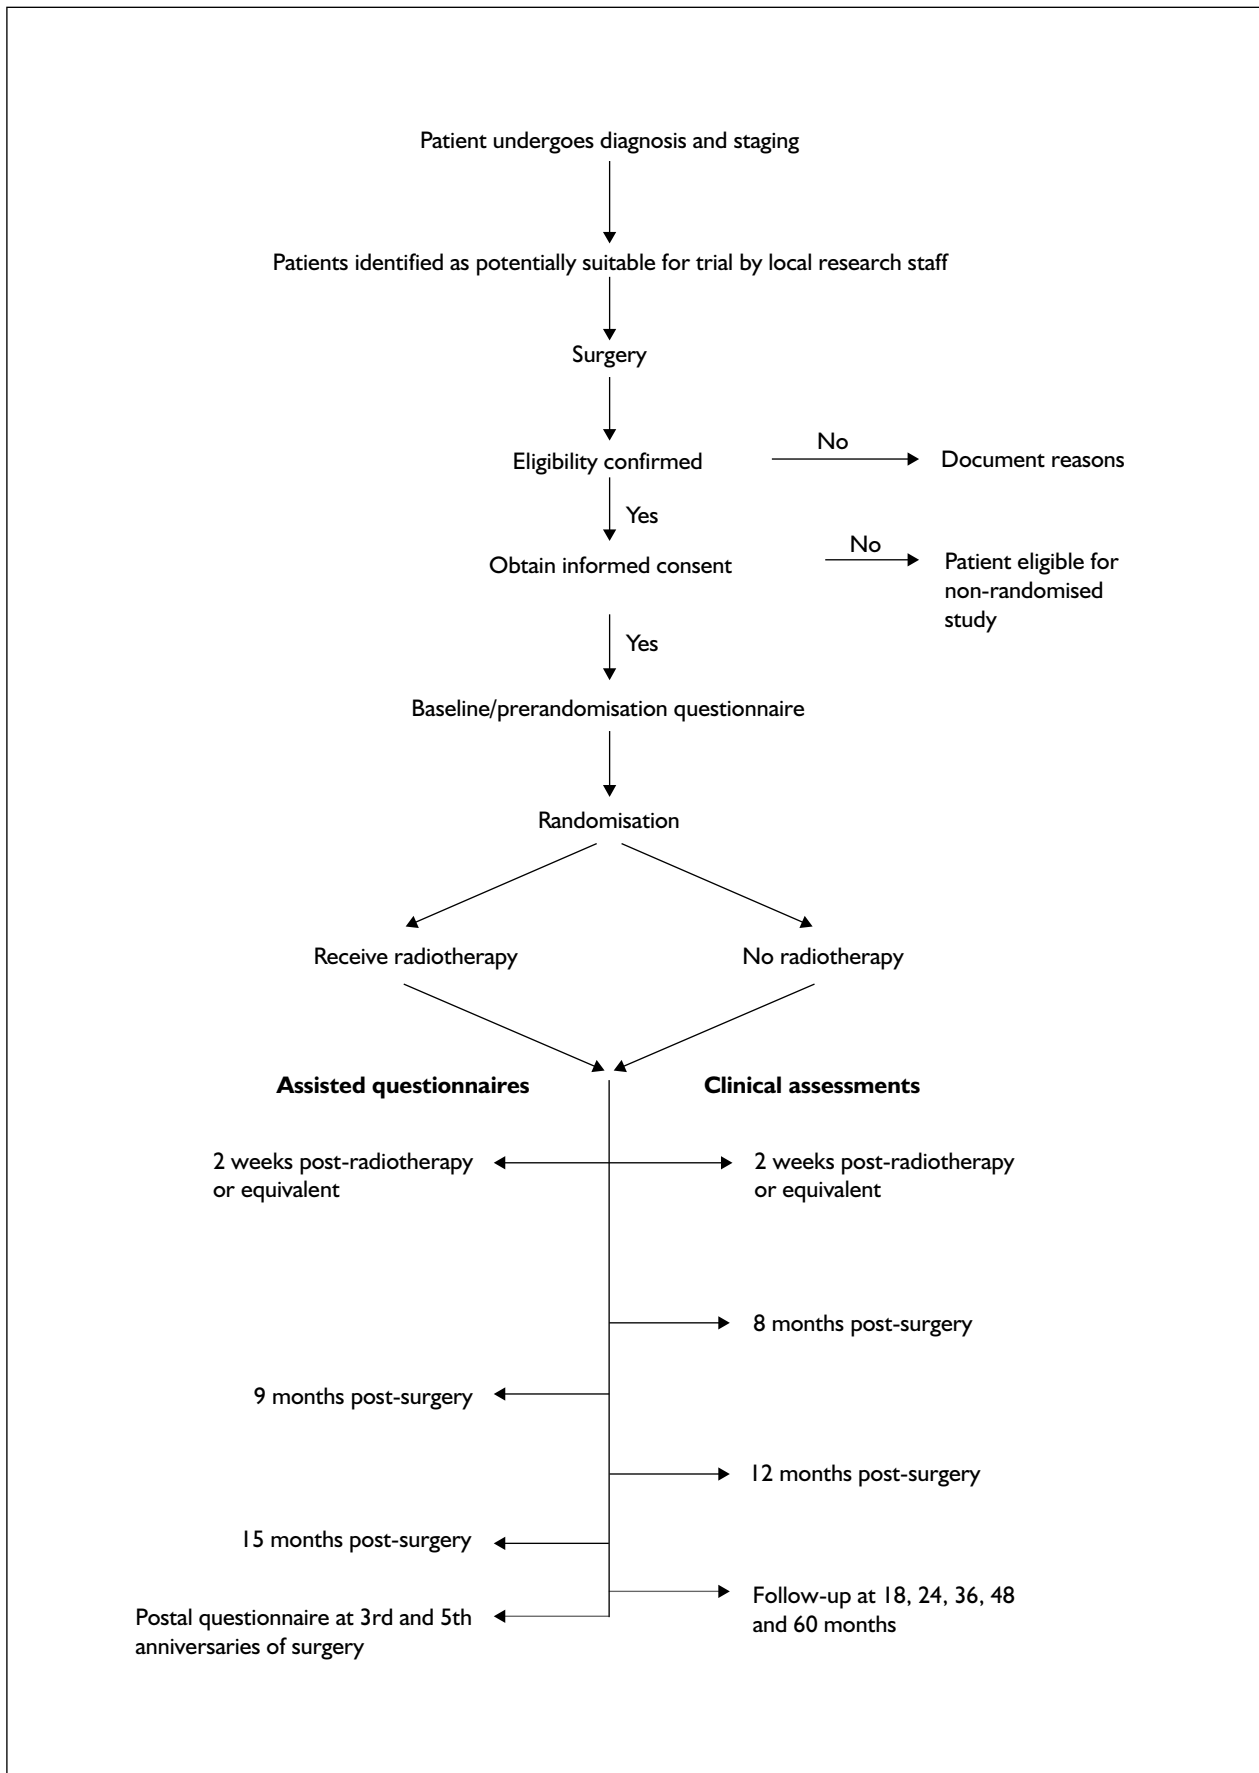 Patient undergoes diagnosis and staging
Patients identified as potentially suitable for trial by local research staff
Surgery
Eligibility confirmed
No
Document reasons
Yes
Obtain informed consent
No
Patient eligible for
non-randomised
study
Yes
Baseline/prerandomisation questionnaire
Randomisation
Receive radiotherapy
No radiotherapy
Assisted questionnaires
Clinical assessments
2 weeks post-radiotherapy
or equivalent
2 weeks post-radiotherapy
or equivalent
8 months post-surgery
9 months post-surgery
12 months post-surgery
15 months post-surgery
Follow-up at 18, 24, 36, 48
and 60 months
Postal questionnaire at 3rd and 5th
anniversaries of surgery